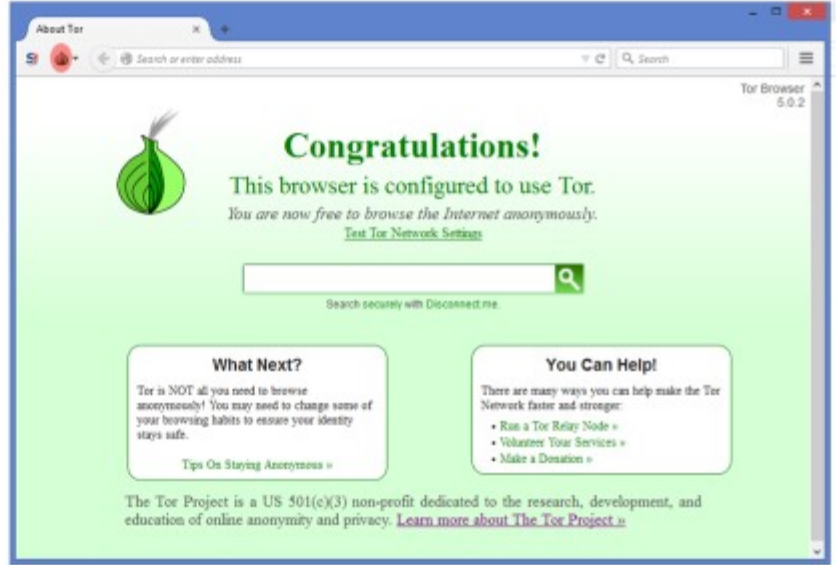 About Tor
Search or enter address
Search
Tor Browser
5.0.2
Congratulations!
This browser is configured to use Tor.
You are now free to browse the Internet anonymously.
Test Tor Network Settings
Search securely with Disconnect.me.
What Next?
Tor is NOT all you need to browse
anonymously! You may need to change some of
your browsing habits to ensure your identity
stays safe.
Tips On Staying Anonymous »
You Can Help!
There are many ways you can help make the Tor
Network faster and stronger:
• Run a Tor Relay Node »
• Volunteer Your Services »
• Make a Donation »
The Tor Project is a US 501(c)(3) non-profit dedicated to the research, development, and
education of online anonymity and privacy. Learn more about The Tor Project »